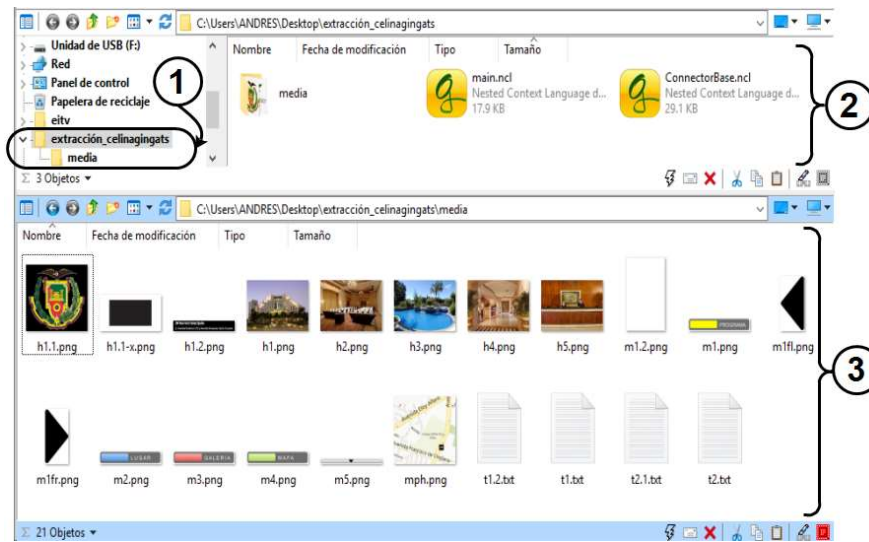 C:\Users\ANDRES\Desktop\extracción_celinagingats
Unidad de USB (F:)
Red
Panel de control
Papelera de reciclaje
eitv
extracción_celinagingats
media
1
Nombre Fecha de modificación Tipo Tamaño
media
main.ncl
Nested Context Language d...
17.9 KB
ConnectorBase.ncl
Nested Context Language d...
29.1 KB
2
Σ 3 Objetos
C:\Users\ANDRES\Desktop\extracción_celinagingats\media
Nombre Fecha de modificación Tipo Tamaño
h1.1.png h1.1-x.png h1.2.png h1.png h2.png h3.png h4.png h5.png m1.2.png m1.png m1fl.png
PROGRAMA
3
LUGAR GALERIA MAPA
m1fr.png m2.png m3.png m4.png m5.png mph.png t1.2.txt t1.txt t2.1.txt t2.txt
Σ 21 Objetos